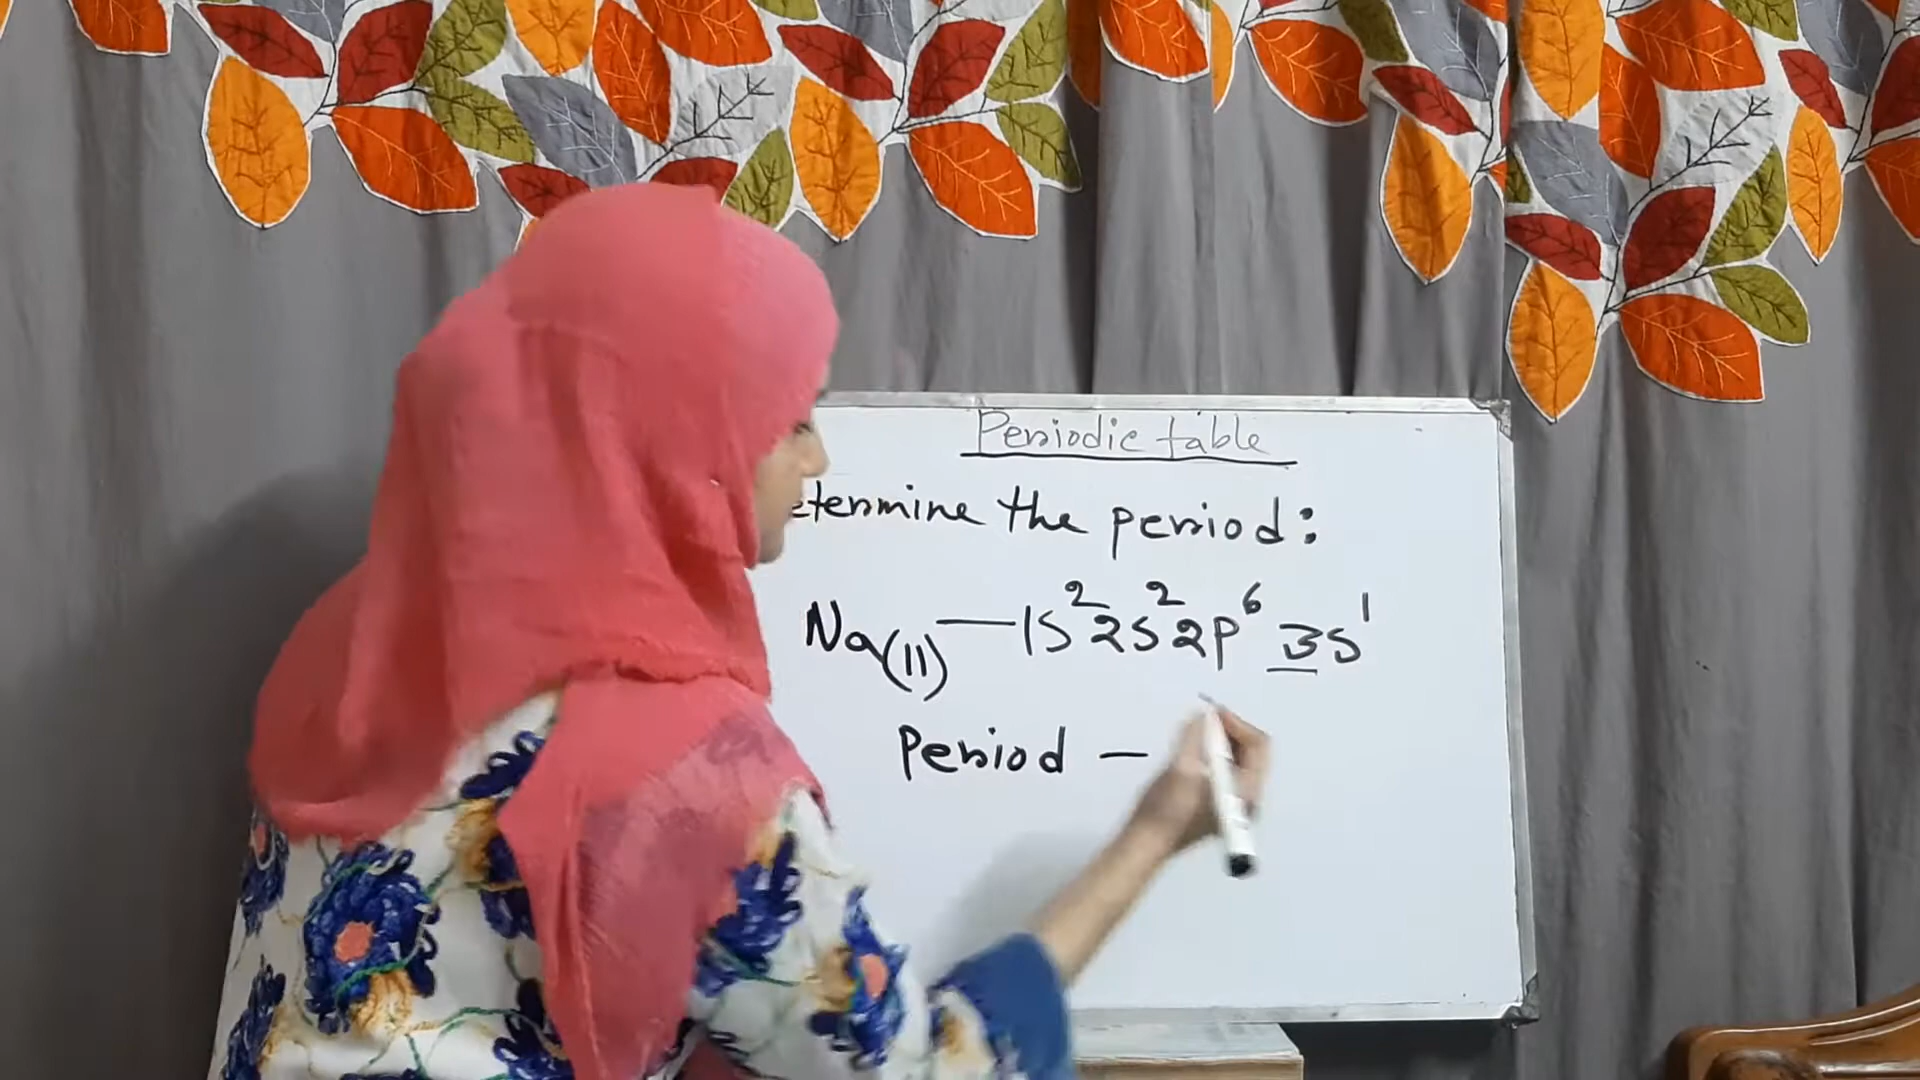 Periodic table
etermine the period:
Na(11) — 1s² 2s² 2p⁶ 3s¹
Period —